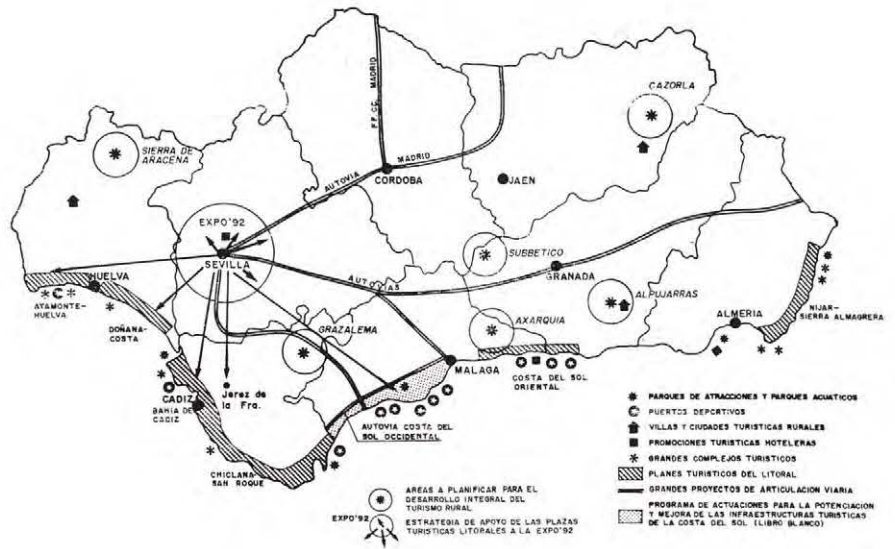 F.F.CC. MADRID
CAZORLA
SIERRA DE
ARACENA
AUTOVIA MADRID
CORDOBA
JAEN
EXPO'92
SEVILLA
SUBBETICO
AUTOVIAS
GRANADA
HUELVA
AYAMONTE-
HUELVA
ALPUJARRAS
DOÑANA-
COSTA
GRAZALEMA
AXARQUIA
ALMERIA
NIJAR-
SIERRA ALMAGRERA
MALAGA
COSTA DEL SOL
ORIENTAL
CADIZ
BAHIA DE
CADIZ
Jerez de
la Fra.
AUTOVIA COSTA DEL
SOL OCCIDENTAL
CHICLANA-
SAN ROQUE
PARQUES DE ATRACCIONES Y PARQUES ACUATICOS
PUERTOS DEPORTIVOS
VILLAS Y CIUDADES TURISTICAS RURALES
PROMOCIONES TURISTICAS HOTELERAS
GRANDES COMPLEJOS TURISTICOS
PLANES TURISTICOS DEL LITORAL
GRANDES PROYECTOS DE ARTICULACION VIARIA
PROGRAMA DE ACTUACIONES PARA LA POTENCIACION
Y MEJORA DE LAS INFRAESTRUCTURAS TURISTICAS
DE LA COSTA DEL SOL (LIBRO BLANCO)
AREAS A PLANIFICAR PARA EL
DESARROLLO INTEGRAL DEL
TURISMO RURAL
EXPO'92
ESTRATEGIA DE APOYO DE LAS PLAZAS
TURISTICAS LITORALES A LA EXPO'92